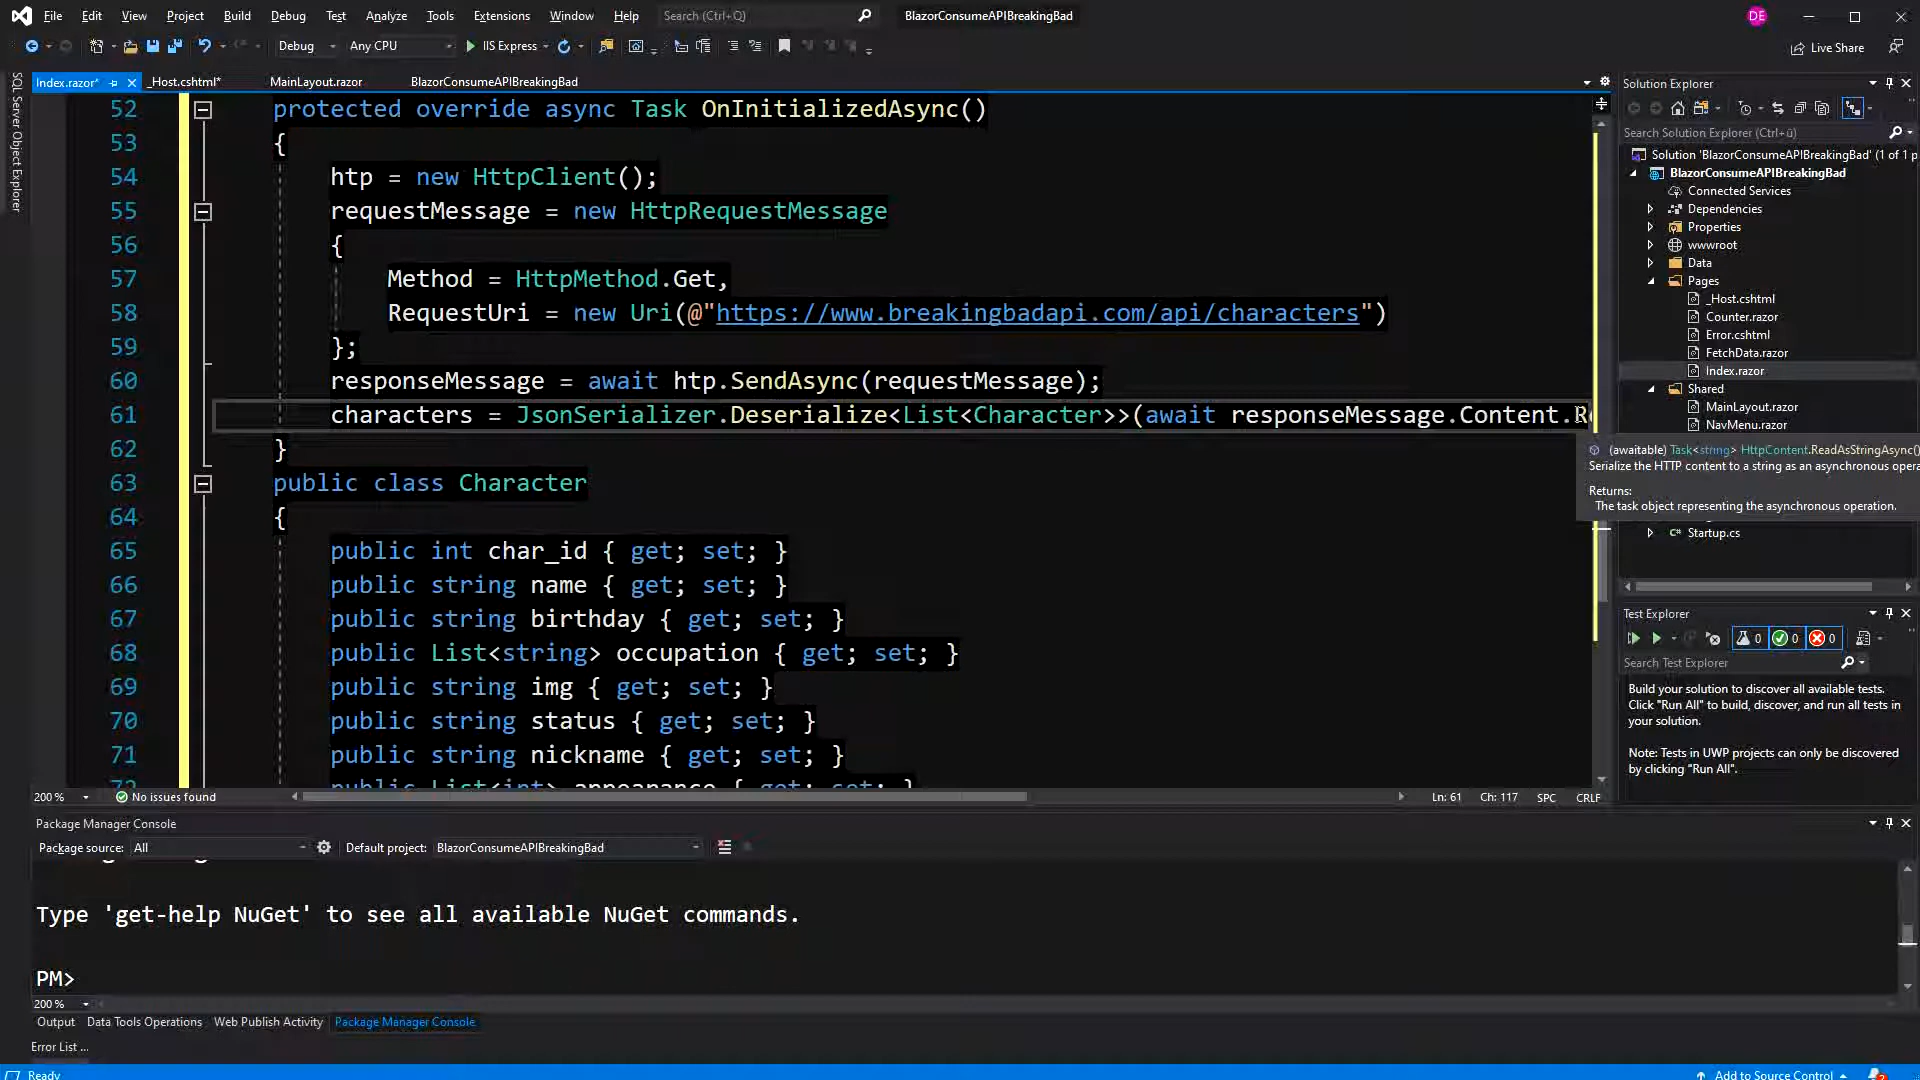 File Edit View Project Build Debug Test Analyze Tools Extensions Window Help Search (Ctrl+Q) BlazorConsumeAPIBreakingBad DE
Debug Any CPU IIS Express Live Share
SQL Server Object Explorer
Index.razor* _Host.cshtml* MainLayout.razor BlazorConsumeAPIBreakingBad
52 protected override async Task OnInitializedAsync()
53 {
54 htp = new HttpClient();
55 requestMessage = new HttpRequestMessage
56 {
57 Method = HttpMethod.Get,
58 RequestUri = new Uri(@"https://www.breakingbadapi.com/api/characters")
59 };
60 responseMessage = await htp.SendAsync(requestMessage);
61 characters = JsonSerializer.Deserialize<List<Character>>(await responseMessage.Content.R
62 }
63 public class Character
64 {
65 public int char_id { get; set; }
66 public string name { get; set; }
67 public string birthday { get; set; }
68 public List<string> occupation { get; set; }
69 public string img { get; set; }
70 public string status { get; set; }
71 public string nickname { get; set; }
72 public List<int> appearance { get; set; }
(awaitable) Task<string> HttpContent.ReadAsStringAsync()
Serialize the HTTP content to a string as an asynchronous opera
Returns:
The task object representing the asynchronous operation.
200 % No issues found Ln: 61 Ch: 117 SPC CRLF
Solution Explorer
Search Solution Explorer (Ctrl+ü)
Solution 'BlazorConsumeAPIBreakingBad' (1 of 1 p
BlazorConsumeAPIBreakingBad
Connected Services
Dependencies
Properties
wwwroot
Data
Pages
_Host.cshtml
Counter.razor
Error.cshtml
FetchData.razor
Index.razor
Shared
MainLayout.razor
NavMenu.razor
C# Startup.cs
Test Explorer
0 0 0
Search Test Explorer
Build your solution to discover all available tests.
Click "Run All" to build, discover, and run all tests in
your solution.
Note: Tests in UWP projects can only be discovered
by clicking "Run All".
Package Manager Console
Package source: All Default project: BlazorConsumeAPIBreakingBad
Type 'get-help NuGet' to see all available NuGet commands.
PM>
200 %
Output Data Tools Operations Web Publish Activity Package Manager Console
Error List ...
Ready Add to Source Control 2